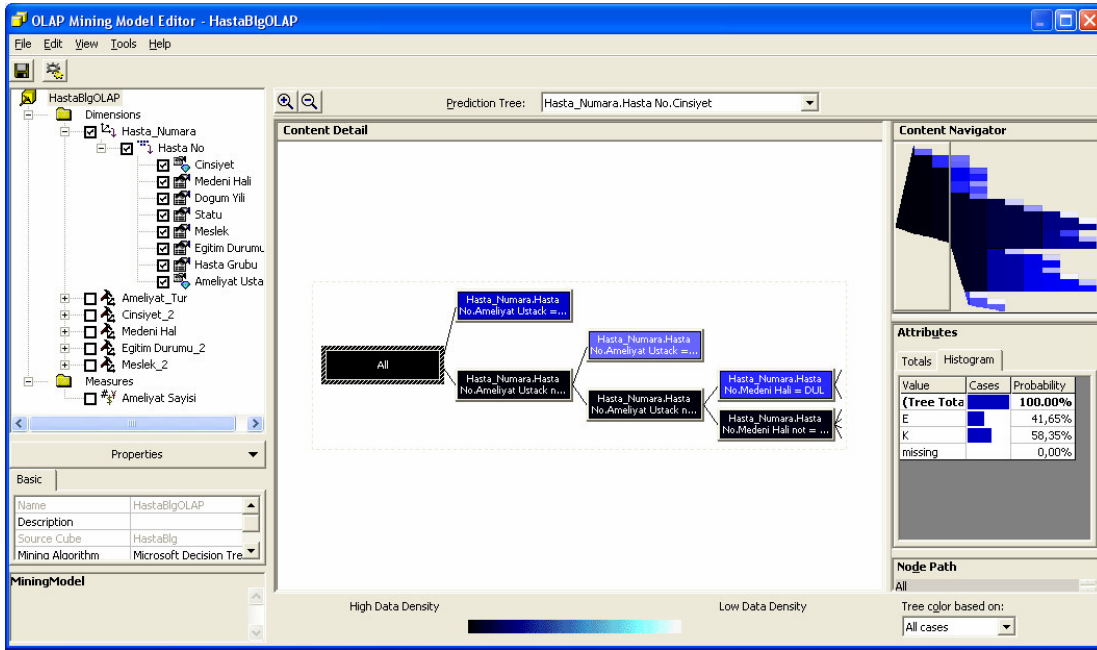 OLAP Mining Model Editor - HastaBlgOLAP
File Edit View Tools Help
HastaBlgOLAP
Dimensions
Hasta_Numara
Hasta No
Cinsiyet
Medeni Hali
Dogum Yili
Statu
Meslek
Egitim Durumu
Hasta Grubu
Ameliyat Usta
Ameliyat_Tur
Cinsiyet_2
Medeni Hal
Egitim Durumu_2
Meslek_2
Measures
Ameliyat Sayisi
Properties
Basic
Name HastaBlgOLAP
Description
Source Cube HastaBlg
Mining Algorithm Microsoft Decision Tre
MiningModel
Prediction Tree: Hasta_Numara.Hasta No.Cinsiyet
Content Detail
All
Hasta_Numara.Hasta
No.Ameliyat Ustack =...
Hasta_Numara.Hasta
No.Ameliyat Ustack n...
Hasta_Numara.Hasta
No.Ameliyat Ustack =...
Hasta_Numara.Hasta
No.Ameliyat Ustack n...
Hasta_Numara.Hasta
No.Medeni Hali = DUL
Hasta_Numara.Hasta
No.Medeni Hali not = ...
High Data Density Low Data Density
Content Navigator
Attributes
Totals Histogram
Value Cases Probability
(Tree Tota 100.00%
E 41,65%
K 58,35%
missing 0,00%
Node Path
All
Tree color based on:
All cases